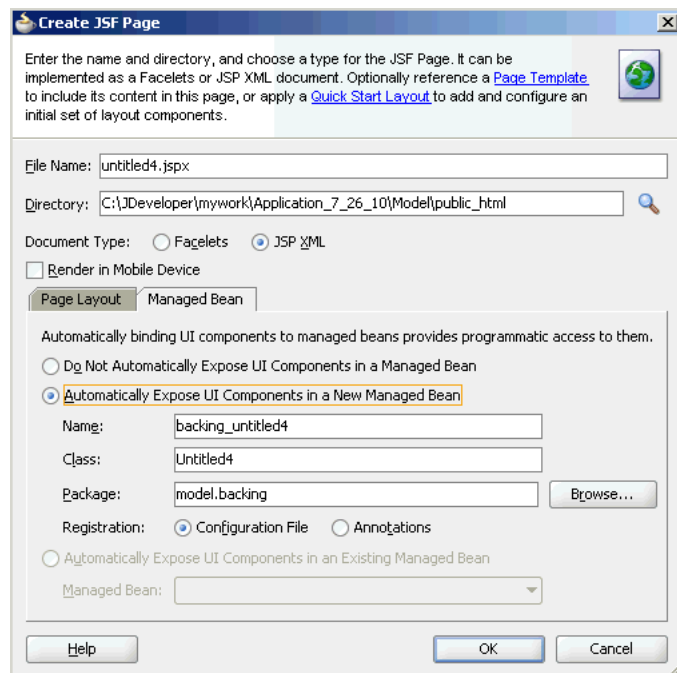 Create JSF Page
Enter the name and directory, and choose a type for the JSF Page. It can be
implemented as a Facelets or JSP XML document. Optionally reference a Page Template
to include its content in this page, or apply a Quick Start Layout to add and configure an
initial set of layout components.
File Name: untitled4.jspx
Directory: C:\JDeveloper\mywork\Application_7_26_10\Model\public_html
Document Type: Facelets JSP XML
Render in Mobile Device
Page Layout Managed Bean
Automatically binding UI components to managed beans provides programmatic access to them.
Do Not Automatically Expose UI Components in a Managed Bean
Automatically Expose UI Components in a New Managed Bean
Name: backing_untitled4
Class: Untitled4
Package: model.backing Browse...
Registration: Configuration File Annotations
Automatically Expose UI Components in an Existing Managed Bean
Managed Bean:
Help OK Cancel